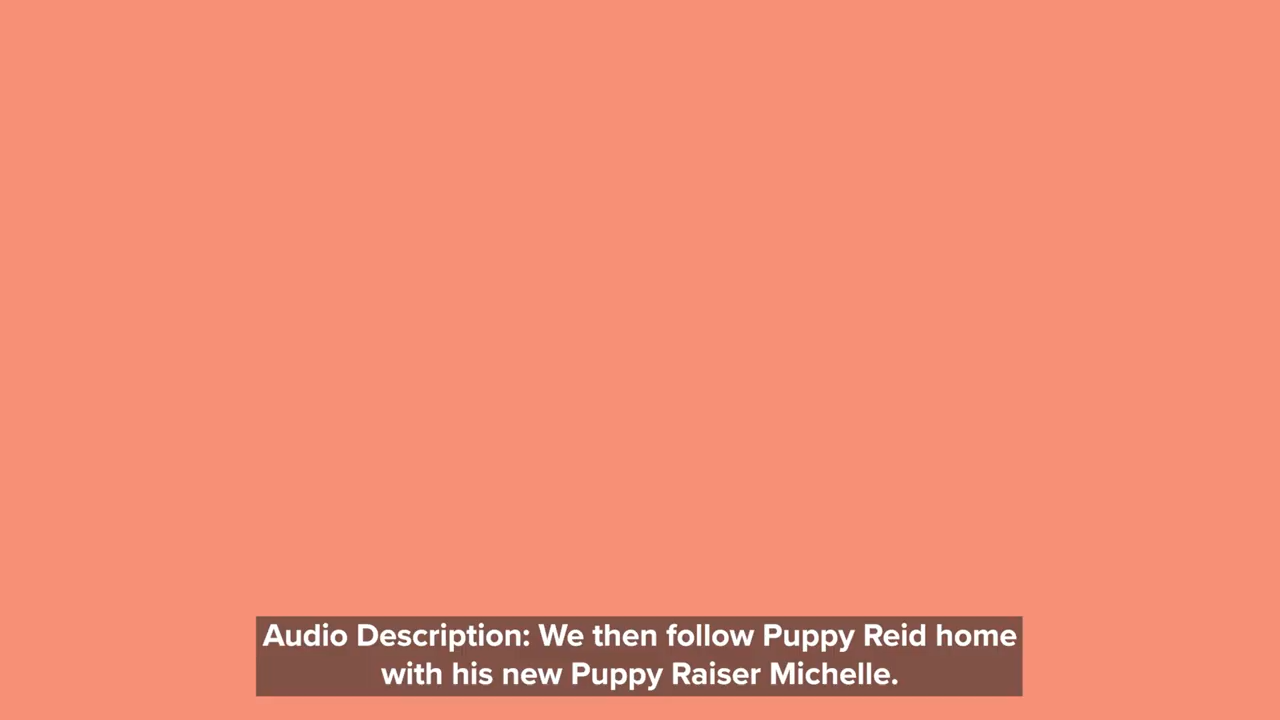 Audio Description: We then follow Puppy Reid home
with his new Puppy Raiser Michelle.